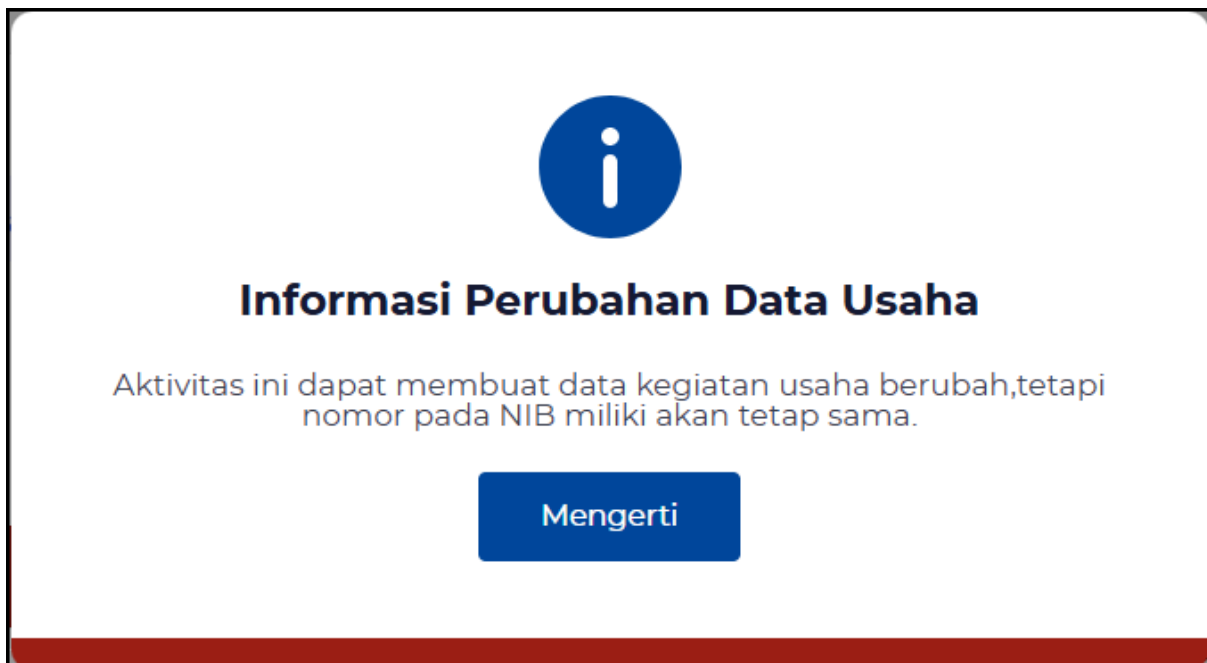 Informasi Perubahan Data Usaha
Aktivitas ini dapat membuat data kegiatan usaha berubah,tetapi
nomor pada NIB miliki akan tetap sama.
Mengerti